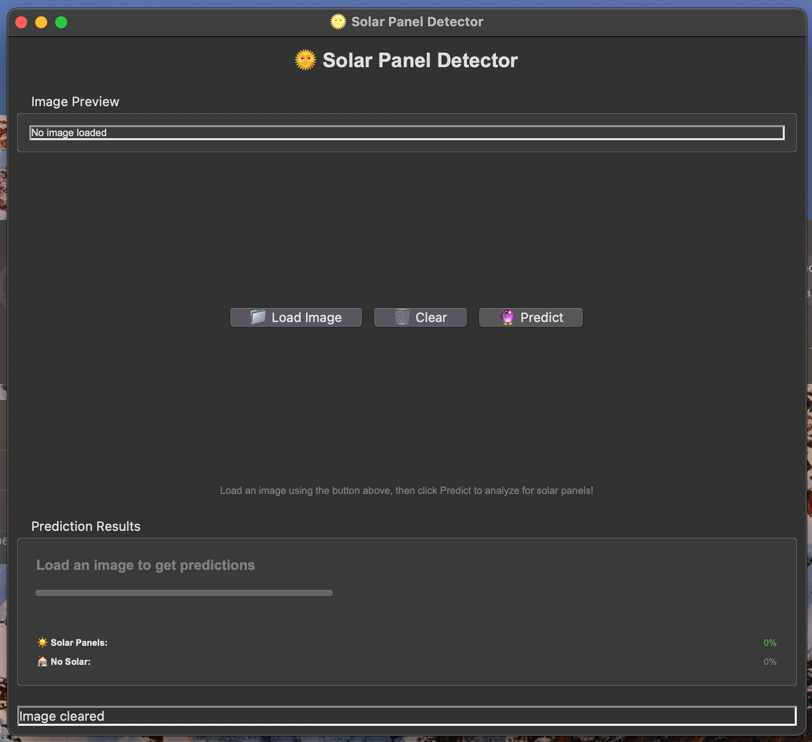 Solar Panel Detector
Solar Panel Detector
Image Preview
No image loaded
Load Image
Clear
Predict
Load an image using the button above, then click Predict to analyze for solar panels!
Prediction Results
Load an image to get predictions
Solar Panels: 0%
No Solar: 0%
Image cleared